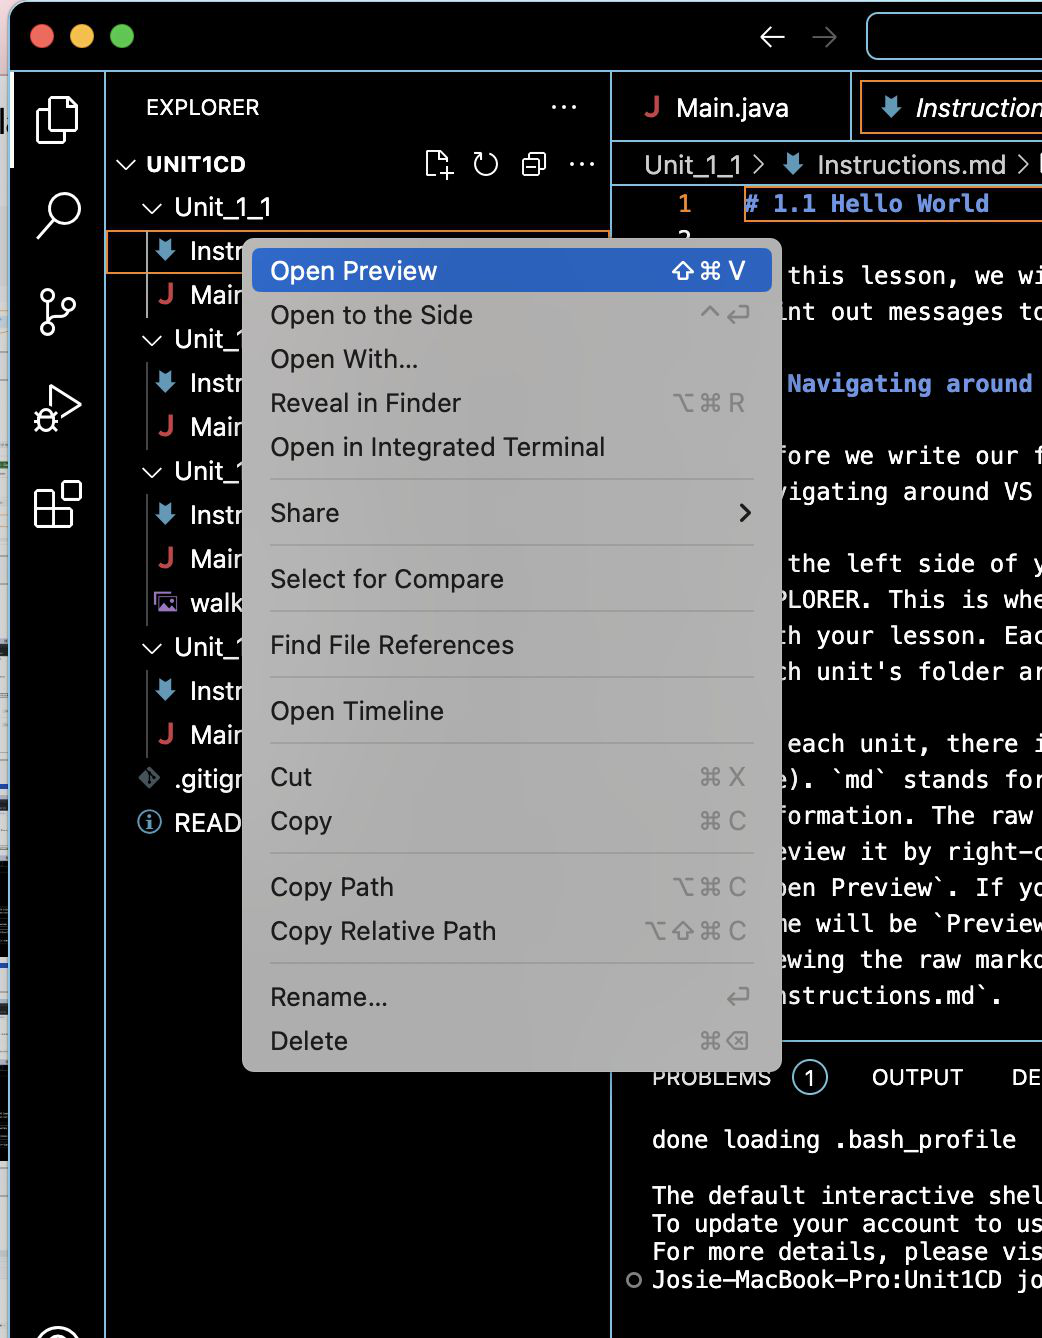 EXPLORER
UNIT1CD
Unit_1_1
Instr
Main
Unit_1
Instr
Main
Unit_1
Instr
Main
walk
Unit_1
Instr
Main
.gitign
READ
Open Preview ⇧⌘V
Open to the Side ^↩
Open With...
Reveal in Finder ⌥⌘R
Open in Integrated Terminal
Share
Select for Compare
Find File References
Open Timeline
Cut ⌘X
Copy ⌘C
Copy Path ⌥⌘C
Copy Relative Path ⌥⇧⌘C
Rename... ↩
Delete ⌘⌫
Main.java
Instruction
Unit_1_1 > Instructions.md >
1 # 1.1 Hello World
2
this lesson, we wi
int out messages to
Navigating around
fore we write our f
vigating around VS
the left side of y
PLORER. This is whe
th your lesson. Eac
ch unit's folder ar
each unit, there i
e). `md` stands for
formation. The raw
eview it by right-c
pen Preview`. If yo
me will be `Preview
ewing the raw markd
nstructions.md`.
PROBLEMS 1 OUTPUT DE
done loading .bash_profile
The default interactive shel
To update your account to us
For more details, please vis
Josie-MacBook-Pro:Unit1CD jo